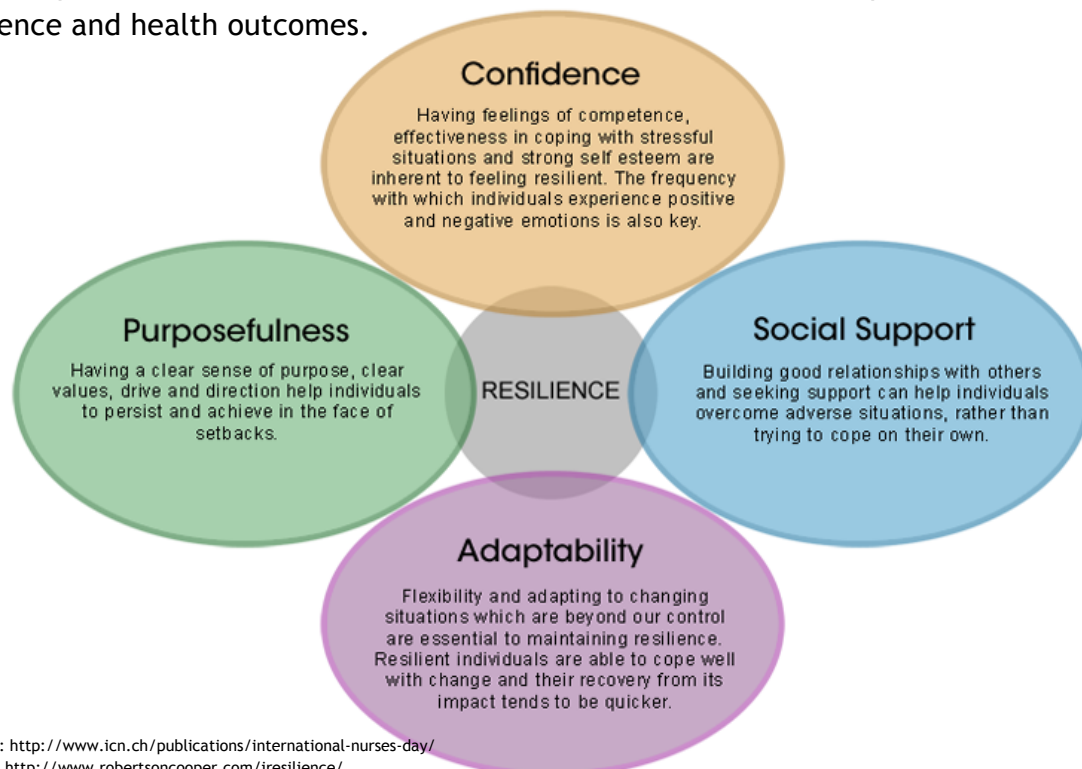 ence and health outcomes.
Confidence
Having feelings of competence,
effectiveness in coping with stressful
situations and strong self esteem are
inherent to feeling resilient. The frequency
with which individuals experience positive
and negative emotions is also key.
Purposefulness
Having a clear sense of purpose, clear
values, drive and direction help individuals
to persist and achieve in the face of
setbacks.
RESILIENCE
Social Support
Building good relationships with others
and seeking support can help individuals
overcome adverse situations, rather than
trying to cope on their own.
Adaptability
Flexibility and adapting to changing
situations which are beyond our control
are essential to maintaining resilience.
Resilient individuals are able to cope well
with change and their recovery from its
impact tends to be quicker.
: http://www.icn.ch/publications/international-nurses-day/
http://www.robertsoncooper.com/iresilience/